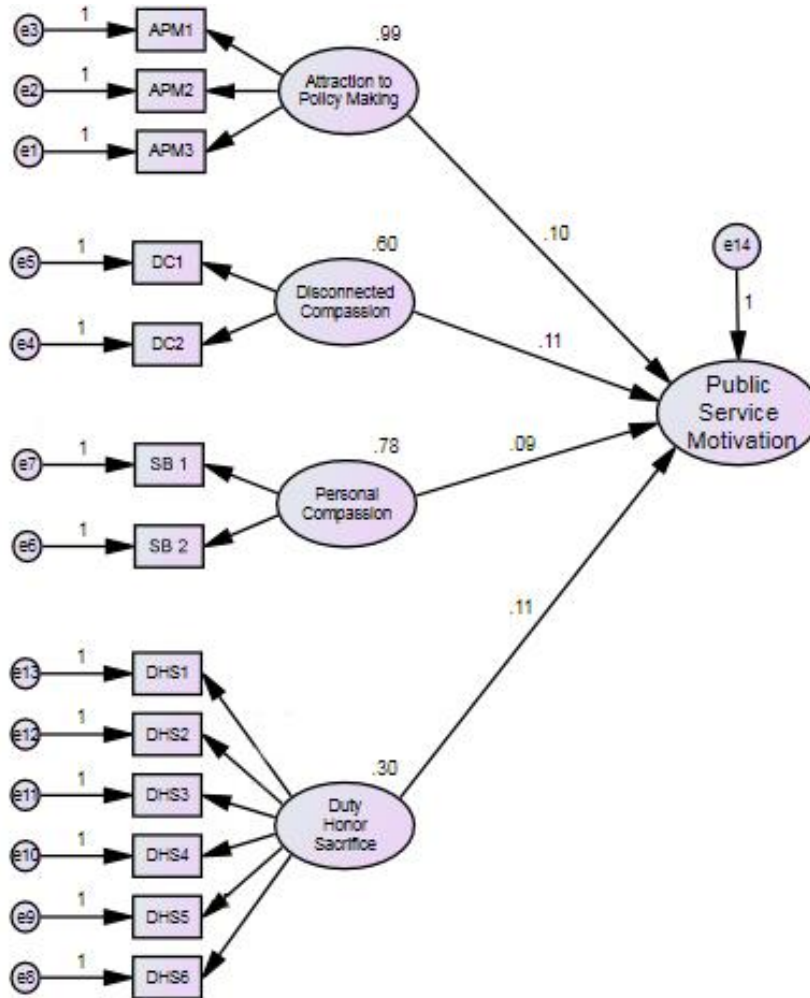 e3
1
APM1
.99
e2
1
APM2
Attraction to
Policy Making
e1
1
APM3
.10
e14
1
e5
1
DC1
.60
Disconnected
Compassion
e4
1
DC2
.11
Public
Service
Motivation
e7
1
SB 1
.78
.09
Personal
Compassion
e6
1
SB 2
.11
e13
1
DHS1
e12
1
DHS2
.30
e11
1
DHS3
Duty
Honor
Sacrifice
e10
1
DHS4
e9
1
DHS5
e8
1
DHS6